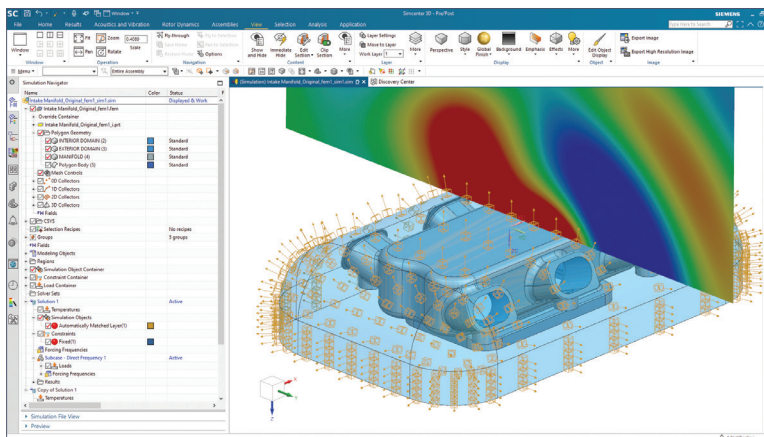 SC
Window
Simcenter 3D - Pre/Post
SIEMENS
File Home Results Acoustics and Vibration Rotor Dynamics Assemblies View Selection Analysis Application
Window
Fit
Zoom
0.4089
Scale
Pan
Rotate
Operation
Fly-through
Options
Navigation
Show and Hide
Immediate Hide
Edit Section
Clip Section
More
Content
Layer Settings
Move to Layer
Work Layer 1
More
Layer
Perspective
Style
Global Finish
Background
Emphasis
Effects
More
Display
Edit Object Display
Object
Export Image
Export High Resolution Image
Image
Menu
Entire Assembly
Simulation Navigator
(Simulation) Intake Manifold_Original_fem1_sim1.sim
Discovery Center
Name Color Status
Intake Manifold_Original_fem1_sim1.sim Displayed & Work
Intake Manifold_Original_fem1.fem
Override Container
Intake Manifold_Original_fem1_i.prt
Polygon Geometry
INTERIOR DOMAIN (2) Standard
EXTERIOR DOMAIN (3) Standard
MANIFOLD (4) Standard
Polygon Body (5) Standard
Mesh Controls
0D Collectors
1D Collectors
2D Collectors
3D Collectors
Fields
CSYS
Selection Recipes No recipes
Groups 5 groups
Fields
Modeling Objects
Regions
Simulation Object Container
Constraint Container
Load Container
Solver Sets
Solution 1 Active
Temperatures
Simulation Objects
Automatically Matched Layer(1)
Constraints
Fixed(1)
Forcing Frequencies
Subcase - Direct Frequency 1 Active
Loads
Forcing Frequencies
Results
Copy of Solution 1
Temperatures
Simulation File View
Preview
X
Y
Z